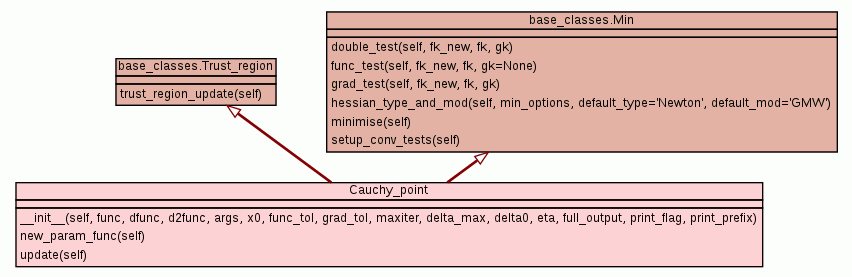 base_classes.Min
double_test(self, fk_new, fk, gk)
func_test(self, fk_new, fk, gk=None)
grad_test(self, fk_new, fk, gk)
hessian_type_and_mod(self, min_options, default_type='Newton', default_mod='GMW')
minimise(self)
setup_conv_tests(self)
base_classes.Trust_region
trust_region_update(self)
Cauchy_point
__init__(self, func, dfunc, d2func, args, x0, func_tol, grad_tol, maxiter, delta_max, delta0, eta, full_output, print_flag, print_prefix)
new_param_func(self)
update(self)